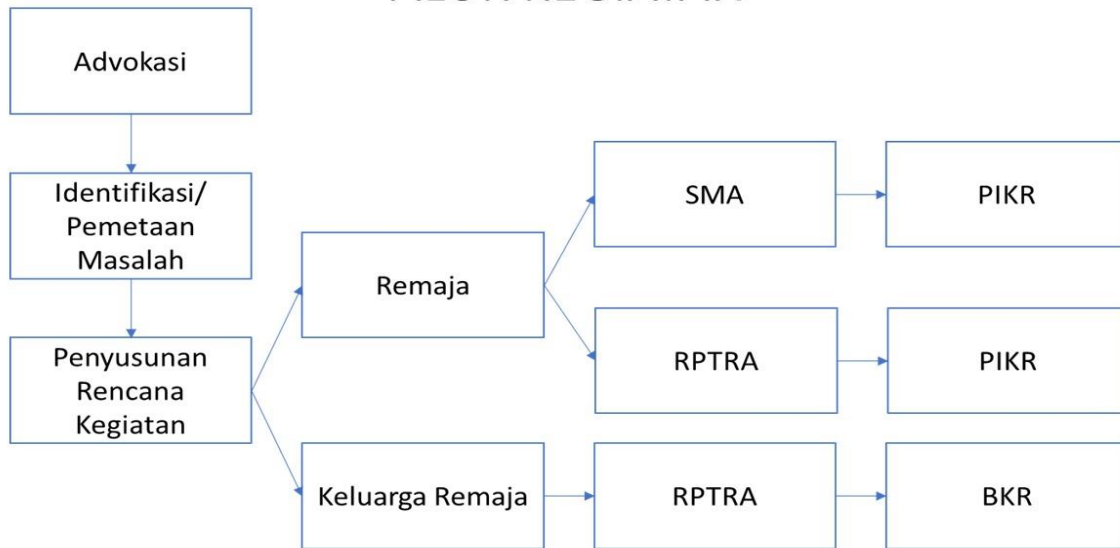 Advokasi
Identifikasi/
Pemetaan
Masalah
Penyusunan
Rencana
Kegiatan
Remaja
Keluarga Remaja
SMA
PIKR
RPTRA
PIKR
RPTRA
BKR